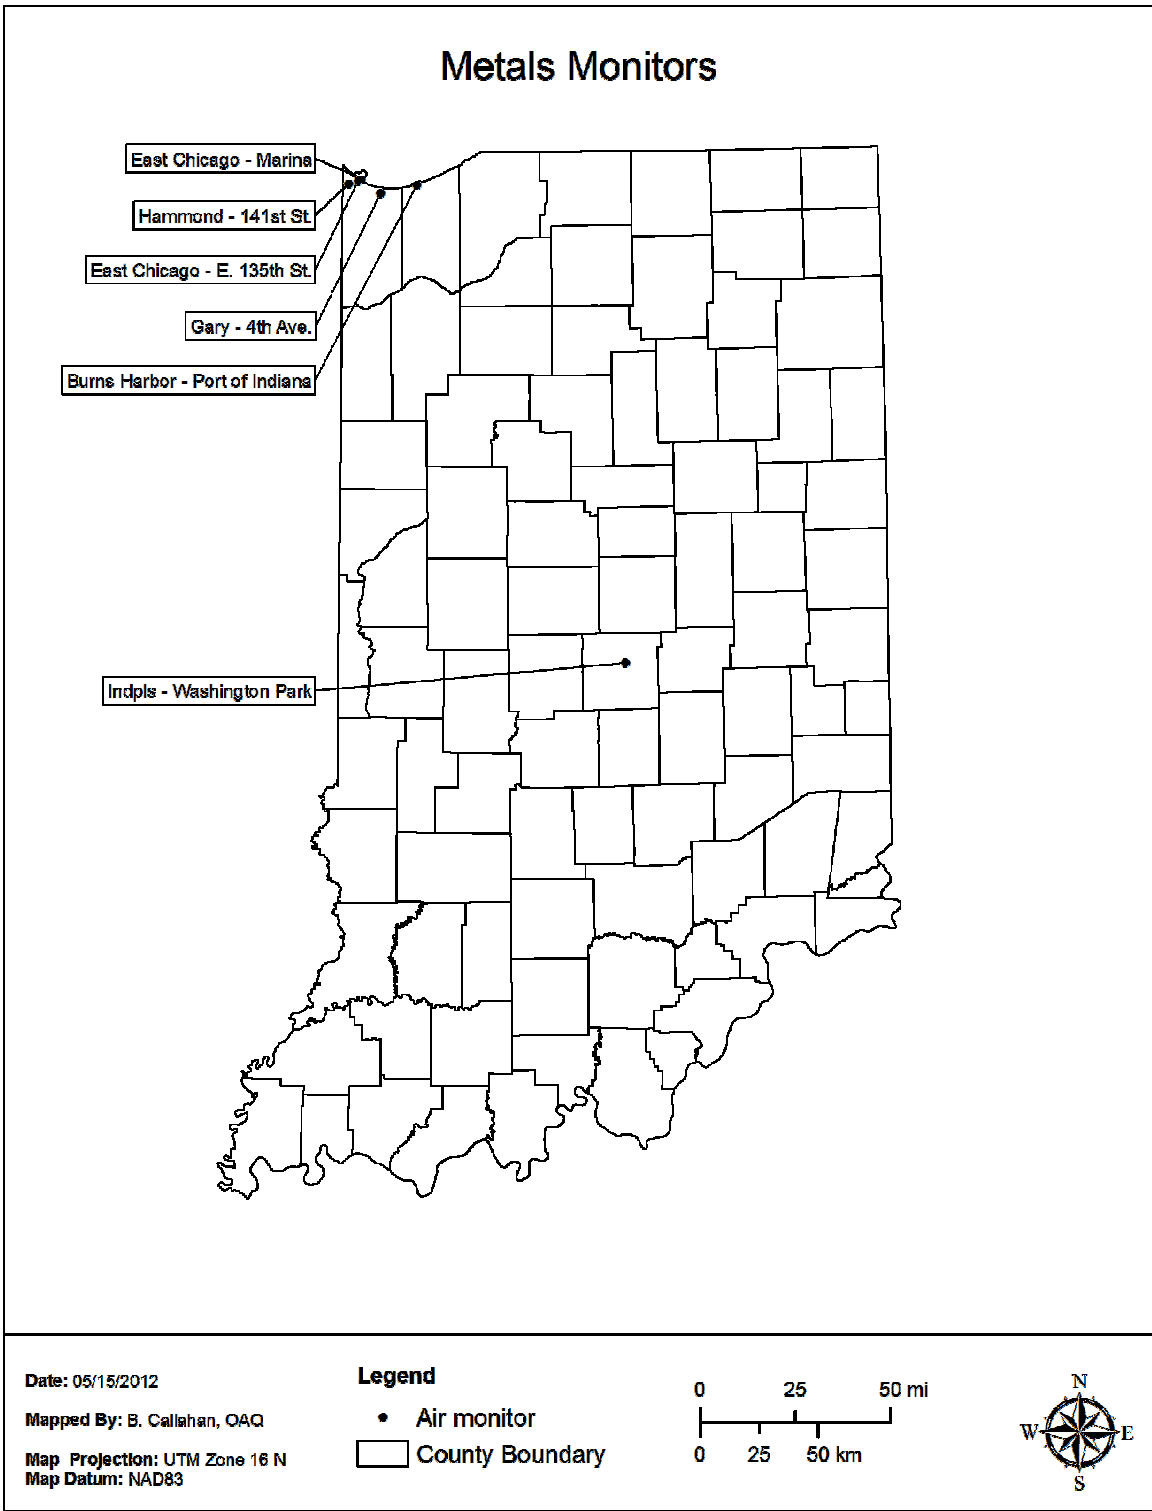 Metals Monitors
East Chicago - Marina
Hammond - 141st St.
East Chicago - E. 135th St.
Gary - 4th Ave.
Burns Harbor - Port of Indiana
Indpls - Washington Park
Date: 05/15/2012
Mapped By: B. Callahan, OAQ
Map Projection: UTM Zone 16 N
Map Datum: NAD83
Legend
Air monitor
County Boundary
0 25 50 mi
0 25 50 km
N
W E
S